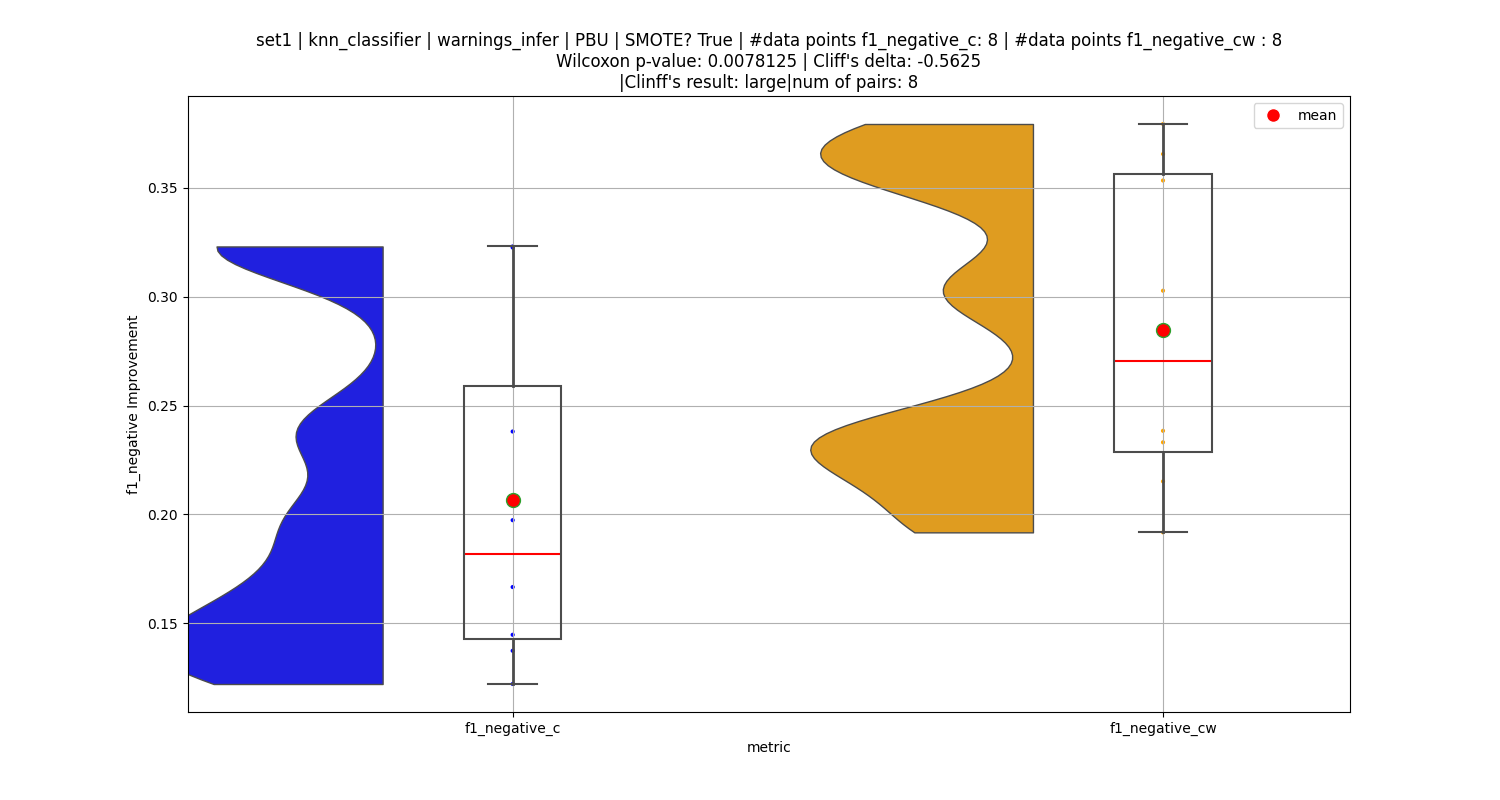 set1 | knn_classifier | warnings_infer | PBU | SMOTE? True | #data points f1_negative_c: 8 | #data points f1_negative_cw : 8
Wilcoxon p-value: 0.0078125 | Cliff's delta: -0.5625
|Clinff's result: large|num of pairs: 8
mean
0.35
0.30
0.25
0.20
0.15
f1_negative Improvement
f1_negative_c
f1_negative_cw
metric